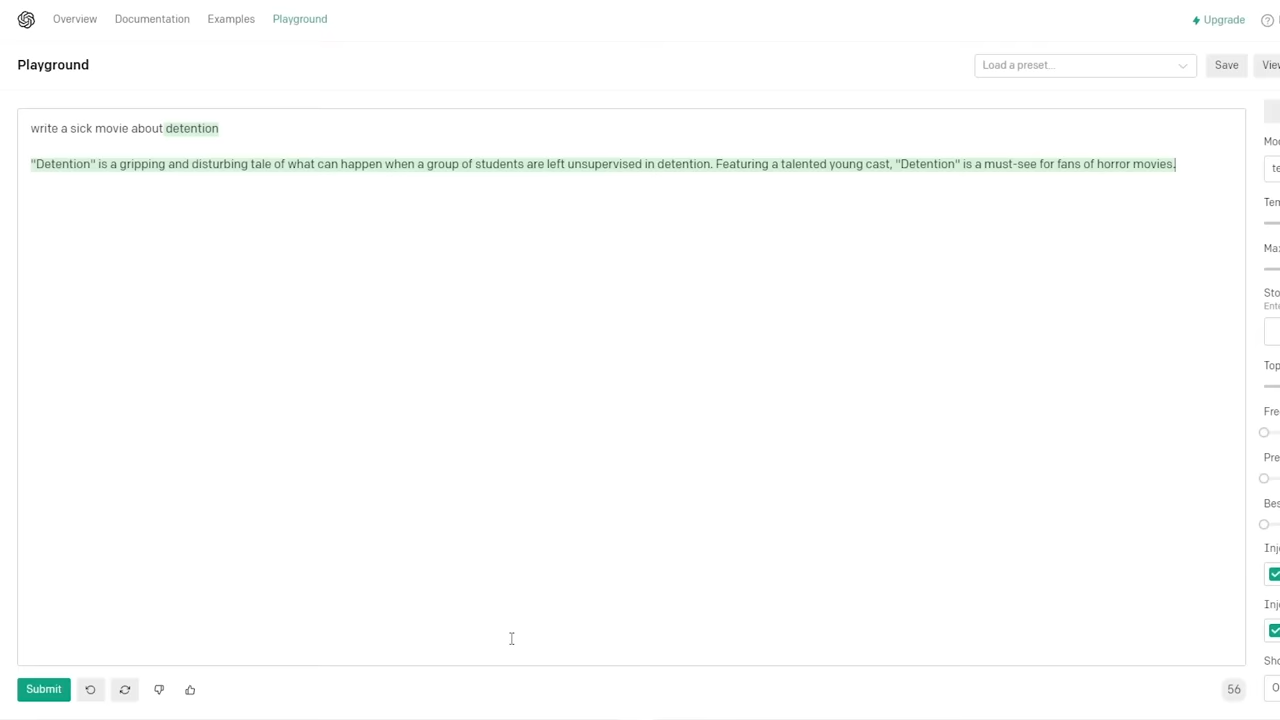 Overview Documentation Examples Playground Upgrade
Playground Load a preset... Save
write a sick movie about detention
"Detention" is a gripping and disturbing tale of what can happen when a group of students are left unsupervised in detention. Featuring a talented young cast, "Detention" is a must-see for fans of horror movies.
Submit 56